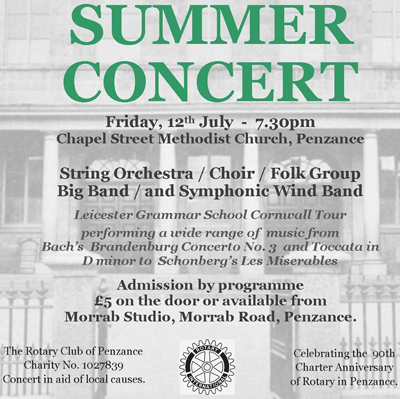 SUMMER
CONCERT
Friday, 12th July - 7.30pm
Chapel Street Methodist Church, Penzance
String Orchestra / Choir / Folk Group
Big Band / and Symphonic Wind Band
Leicester Grammar School Cornwall Tour
performing a wide range of music from
Bach's Brandenburg Concerto No. 3 and Toccata in
D minor to Schonberg's Les Miserables
Admission by programme
£5 on the door or available from
Morrab Studio, Morrab Road, Penzance.
The Rotary Club of Penzance
Charity No. 1027839
Concert in aid of local causes.
ROTARY
INTERNATIONAL
Celebrating the 90th
Charter Anniversary
of Rotary in Penzance.